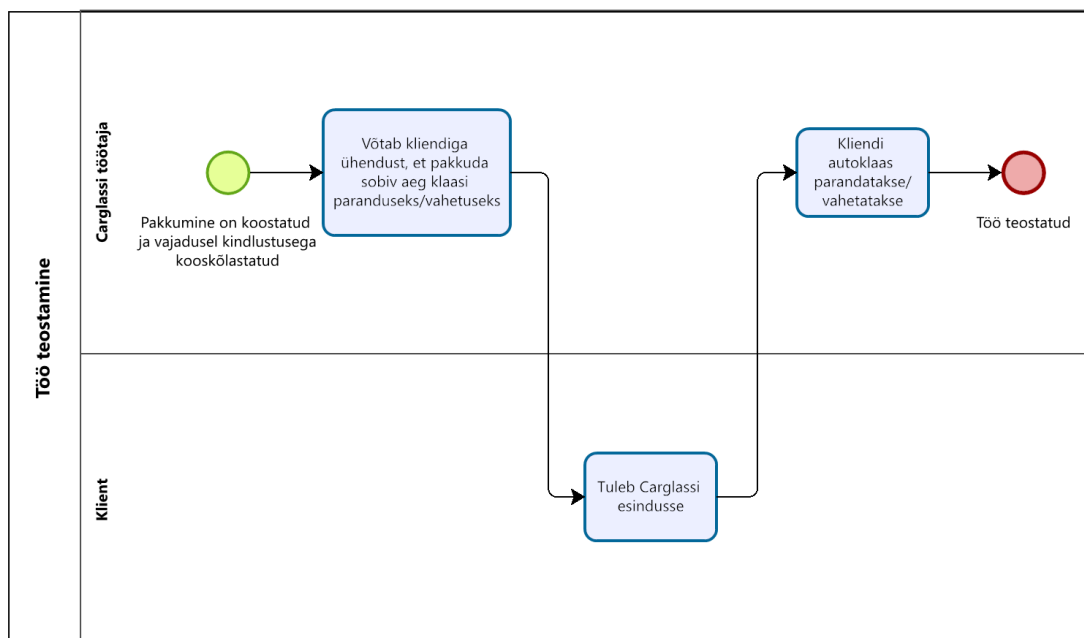 Töö teostamine
Carglassi töötaja
Pakkumine on koostatud
ja vajadusel kindlustusega
kooskõlastatud
Võtab kliendiga
ühendust, et pakkuda
sobiv aeg klaasi
paranduseks/vahetuseks
Kliendi
autoklaas
parandatakse/
vahetatakse
Töö teostatud
Klient
Tuleb Carglassi
esindusse